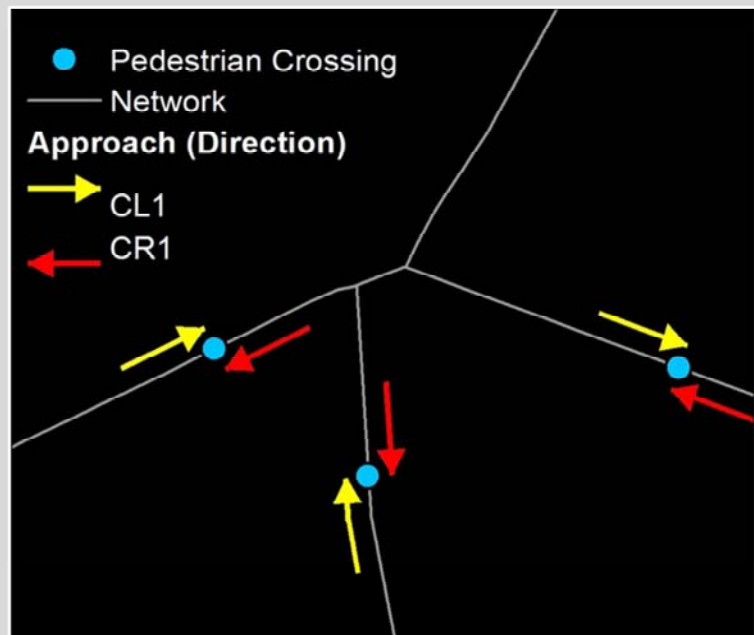 Pedestrian Crossing
Network
Approach (Direction)
CL1
CR1